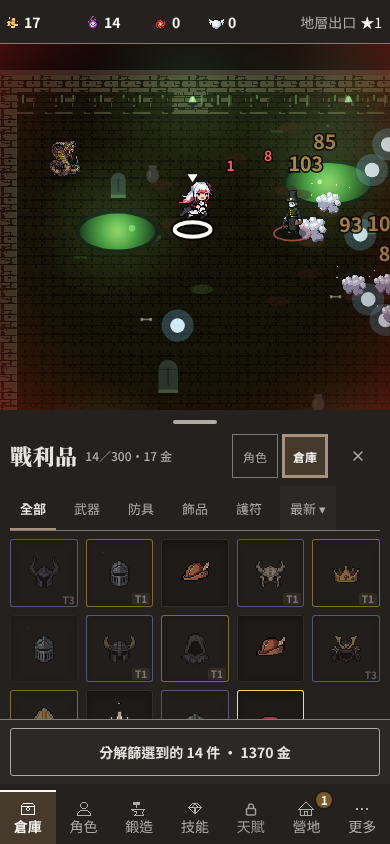 17 14 0 0 地層出口 ★1
85
8
1 103
93 10
8
戰利品 14／300・17 金 角色 倉庫 ×
全部 武器 防具 飾品 護符 最新 ▾
T3 T1 T1 T1
T1 T1 T3
分解篩選到的 14 件 • 1370 金
1
倉庫 角色 鍛造 技能 天賦 營地 更多